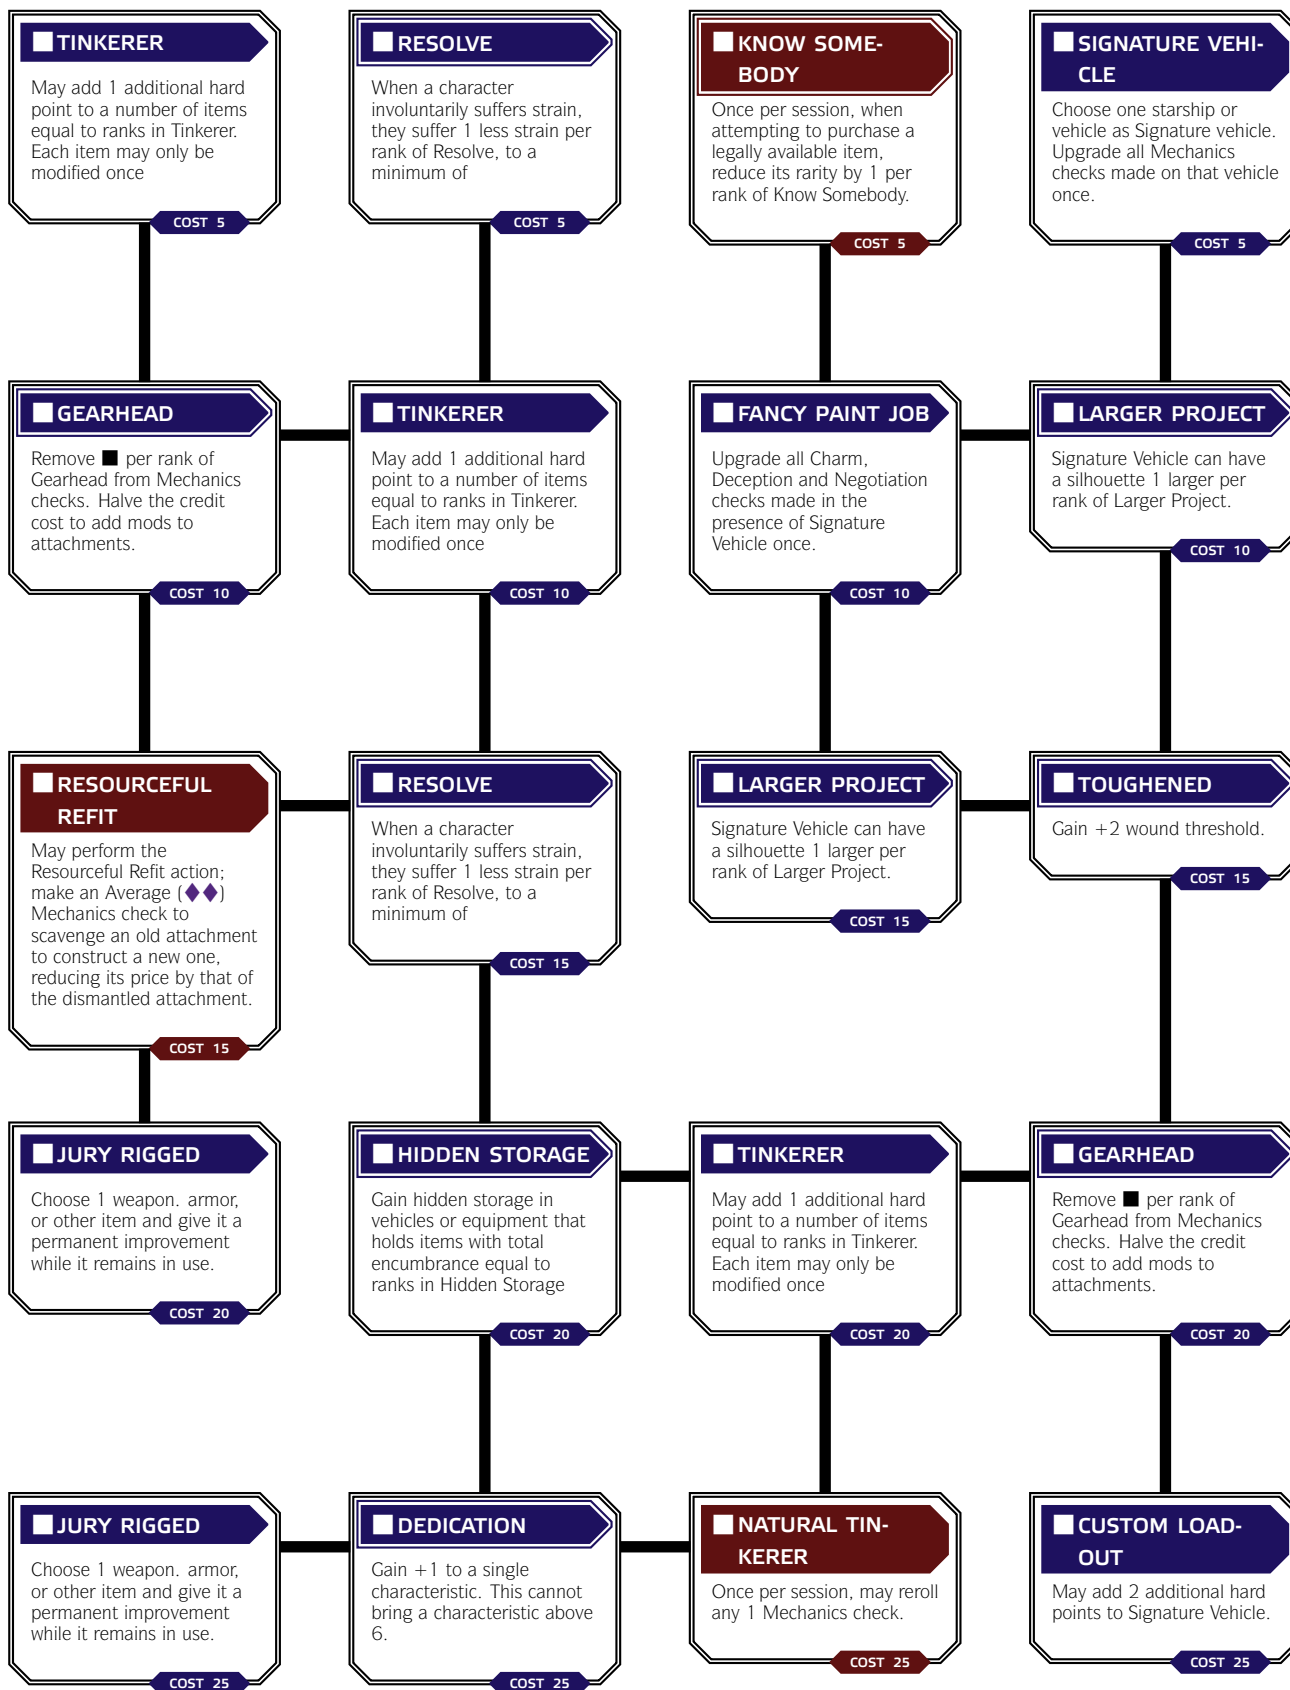 TINKERER
May add 1 additional hard
point to a number of items
equal to ranks in Tinkerer.
Each item may only be
modified once
COST 5
RESOLVE
When a character
involuntarily suffers strain,
they suffer 1 less strain per
rank of Resolve, to a
minimum of
COST 5
KNOW SOME-
BODY
Once per session, when
attempting to purchase a
legally available item,
reduce its rarity by 1 per
rank of Know Somebody.
COST 5
SIGNATURE VEHI-
CLE
Choose one starship or
vehicle as Signature vehicle.
Upgrade all Mechanics
checks made on that vehicle
once.
COST 5
GEARHEAD
Remove ■ per rank of
Gearhead from Mechanics
checks. Halve the credit
cost to add mods to
attachments.
COST 10
TINKERER
May add 1 additional hard
point to a number of items
equal to ranks in Tinkerer.
Each item may only be
modified once
COST 10
FANCY PAINT JOB
Upgrade all Charm,
Deception and Negotiation
checks made in the
presence of Signature
Vehicle once.
COST 10
LARGER PROJECT
Signature Vehicle can have
a silhouette 1 larger per
rank of Larger Project.
COST 10
RESOURCEFUL
REFIT
May perform the
Resourceful Refit action;
make an Average (◆◆)
Mechanics check to
scavenge an old attachment
to construct a new one,
reducing its price by that of
the dismantled attachment.
COST 15
RESOLVE
When a character
involuntarily suffers strain,
they suffer 1 less strain per
rank of Resolve, to a
minimum of
COST 15
LARGER PROJECT
Signature Vehicle can have
a silhouette 1 larger per
rank of Larger Project.
COST 15
TOUGHENED
Gain +2 wound threshold.
COST 15
JURY RIGGED
Choose 1 weapon. armor,
or other item and give it a
permanent improvement
while it remains in use.
COST 20
HIDDEN STORAGE
Gain hidden storage in
vehicles or equipment that
holds items with total
encumbrance equal to
ranks in Hidden Storage
COST 20
TINKERER
May add 1 additional hard
point to a number of items
equal to ranks in Tinkerer.
Each item may only be
modified once
COST 20
GEARHEAD
Remove ■ per rank of
Gearhead from Mechanics
checks. Halve the credit
cost to add mods to
attachments.
COST 20
JURY RIGGED
Choose 1 weapon. armor,
or other item and give it a
permanent improvement
while it remains in use.
COST 25
DEDICATION
Gain +1 to a single
characteristic. This cannot
bring a characteristic above
6.
COST 25
NATURAL TIN-
KERER
Once per session, may reroll
any 1 Mechanics check.
COST 25
CUSTOM LOAD-
OUT
May add 2 additional hard
points to Signature Vehicle.
COST 25